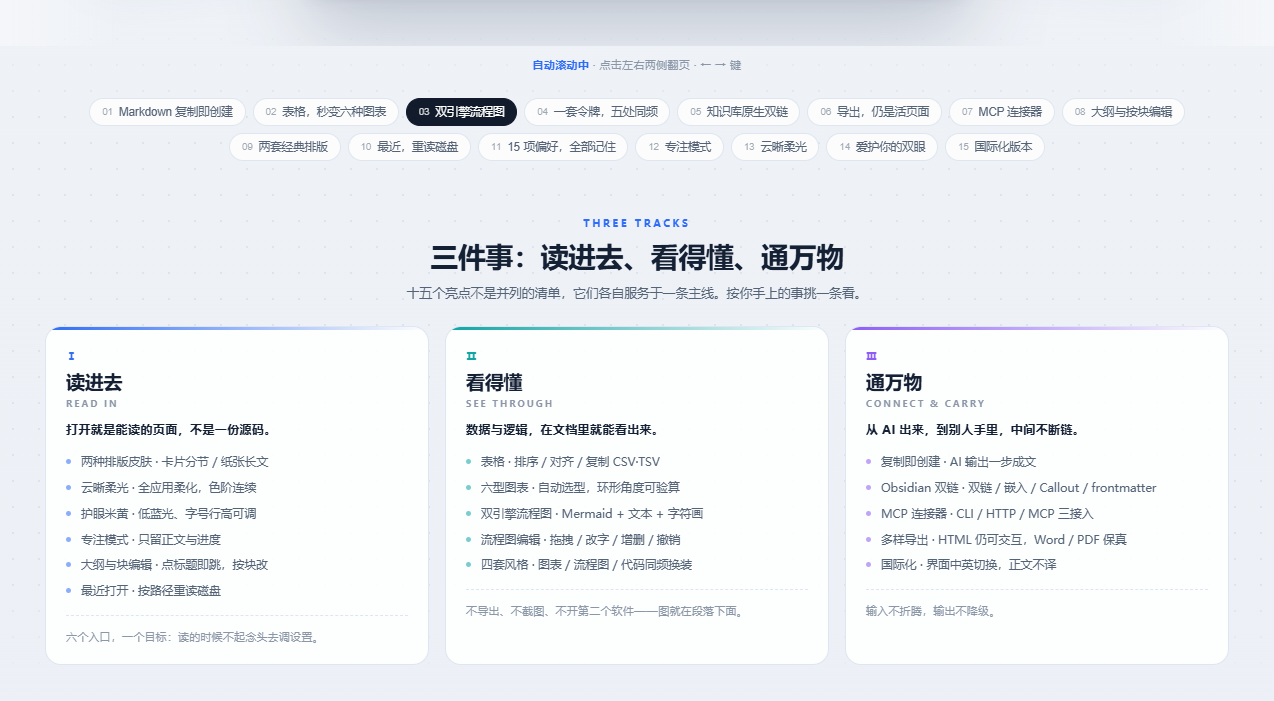 自动滚动中 · 点击左右两侧翻页 · ← → 键
01 Markdown 复制即创建 02 表格，秒变六种图表 03 双引擎流程图 04 一套令牌，五处同频 05 知识库原生双链 06 导出，仍是活页面 07 MCP 连接器 08 大纲与按块编辑
09 两套经典排版 10 最近，重读磁盘 11 15 项偏好，全部记住 12 专注模式 13 云晰柔光 14 爱护你的双眼 15 国际化版本
THREE TRACKS
三件事：读进去、看得懂、通万物
十五个亮点不是并列的清单，它们各自服务于一条主线。按你手上的事挑一条看。
I
读进去
READ IN
打开就是能读的页面，不是一份源码。
两种排版皮肤 · 卡片分节 / 纸张长文
云晰柔光 · 全应用柔化，色阶连续
护眼米黄 · 低蓝光、字号行高可调
专注模式 · 只留正文与进度
大纲与块编辑 · 点标题即跳，按块改
最近打开 · 按路径重读磁盘
六个入口，一个目标：读的时候不起念头去调设置。
II
看得懂
SEE THROUGH
数据与逻辑，在文档里就能看出来。
表格 · 排序 / 对齐 / 复制 CSV·TSV
六型图表 · 自动选型，环形角度可验算
双引擎流程图 · Mermaid + 文本 + 字符画
流程图编辑 · 拖拽 / 改字 / 增删 / 撤销
四套风格 · 图表 / 流程图 / 代码同频换装
不导出、不截图、不开第二个软件——图就在段落下面。
III
通万物
CONNECT & CARRY
从 AI 出来，到别人手里，中间不断链。
复制即创建 · AI 输出一步成文
Obsidian 双链 · 双链 / 嵌入 / Callout / frontmatter
MCP 连接器 · CLI / HTTP / MCP 三接入
多样导出 · HTML 仍可交互，Word / PDF 保真
国际化 · 界面中英切换，正文不译
输入不折腾，输出不降级。